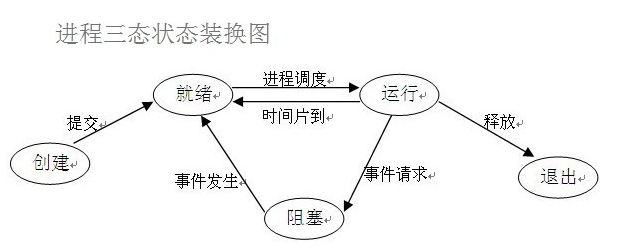 进程三态状态装换图
就绪
进程调度
运行
时间片到
提交
释放
创建
事件发生
事件请求
退出
阻塞